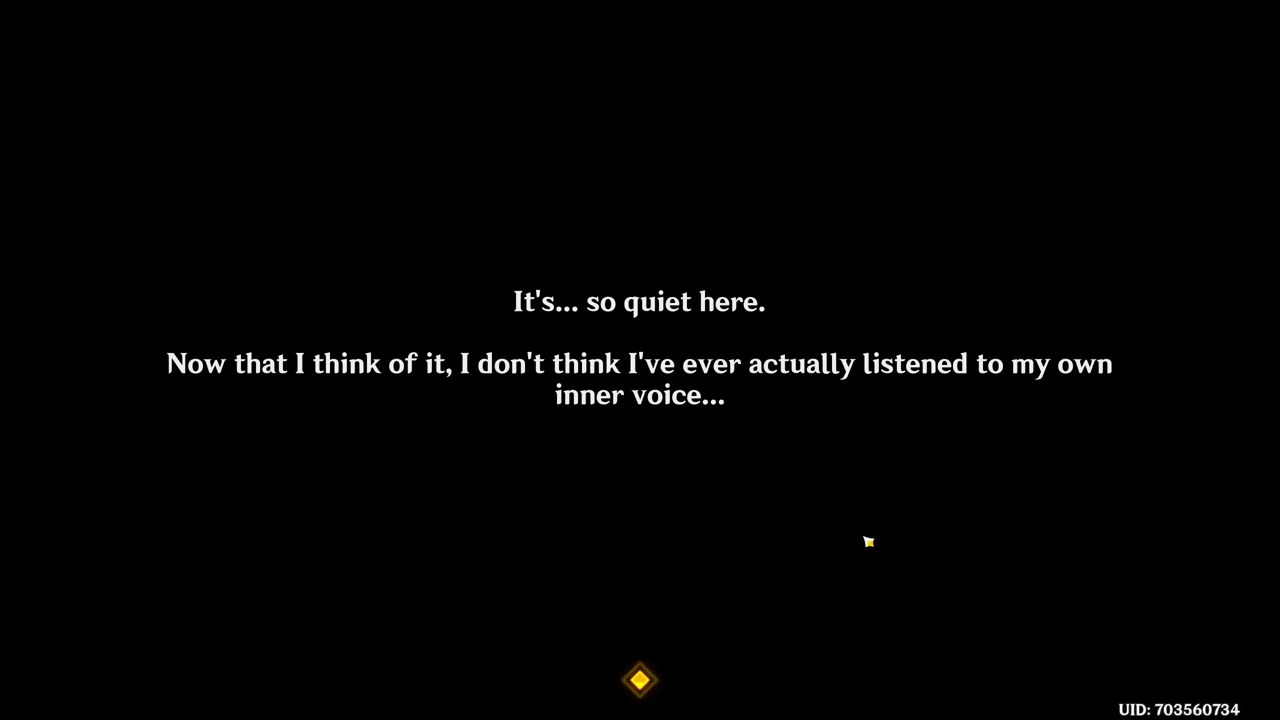 It's... so quiet here.
Now that I think of it, I don't think I've ever actually listened to my own
inner voice...
UID: 703560734